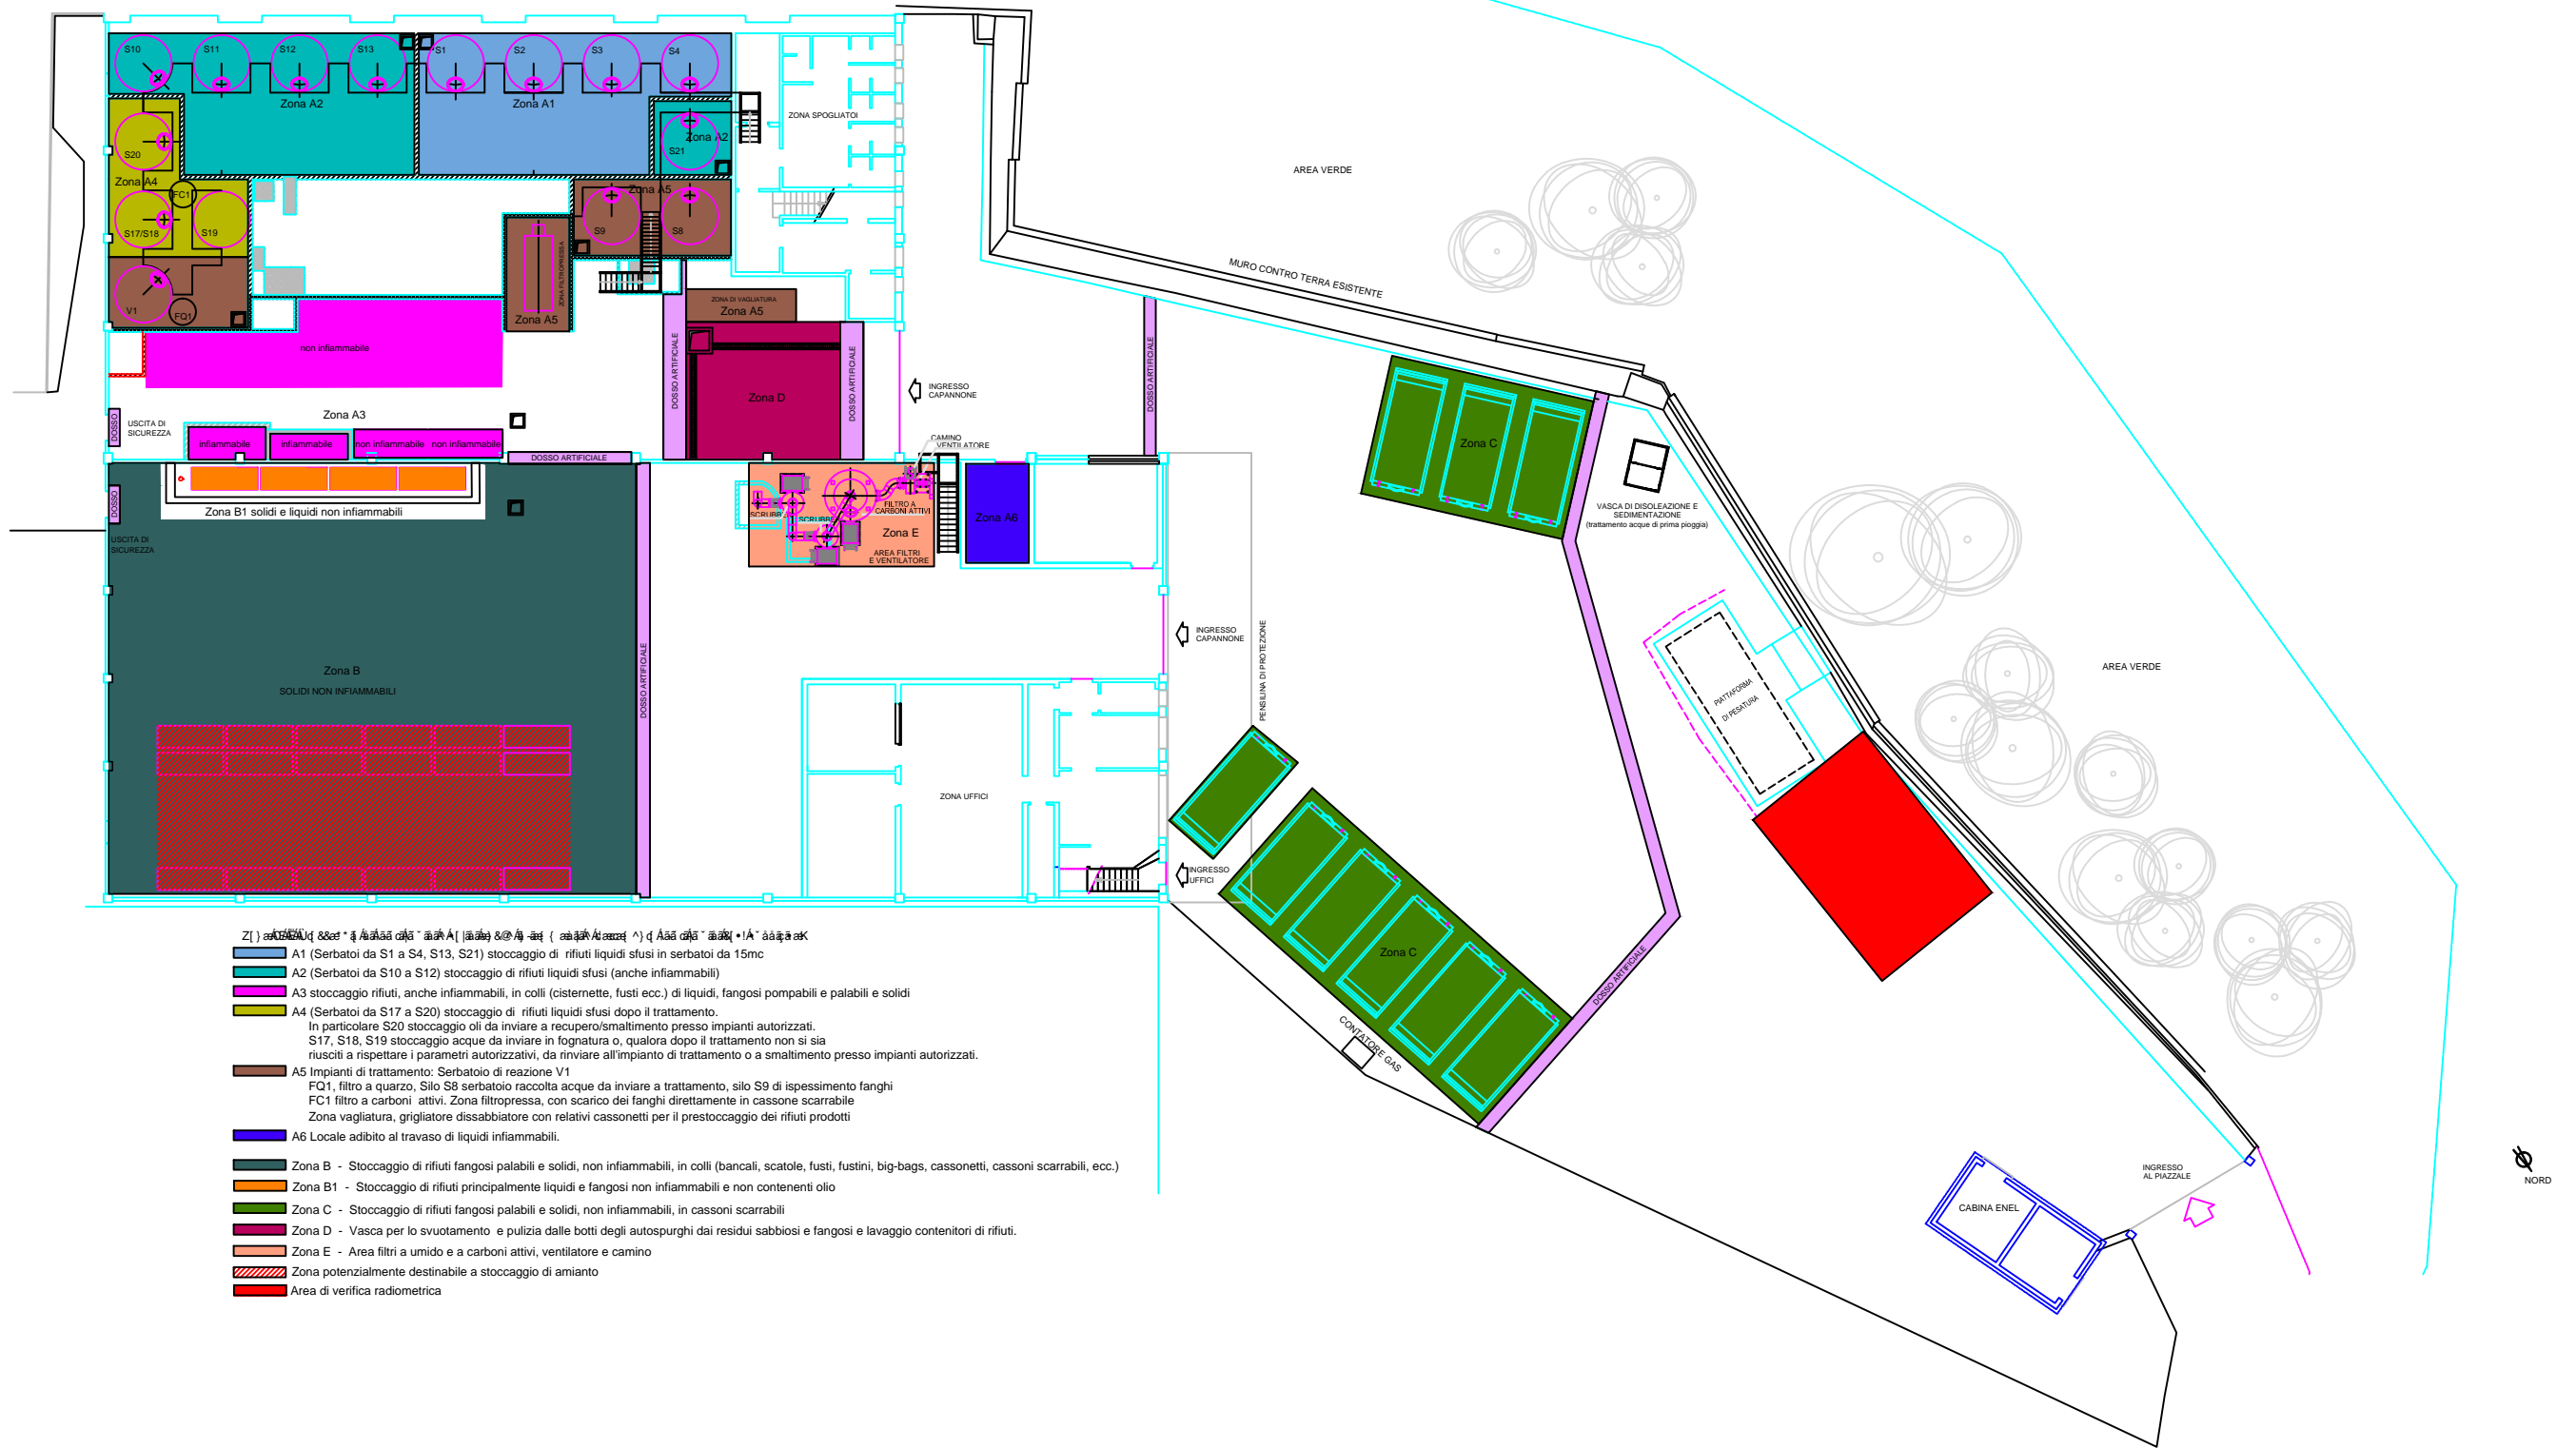 S10
S11
S12
S13
S1
S2
S3
S4
Zona A2
Zona A1
ZONA SPOGLIATOI
Zona A2
S21
S20
Zona A4
FC1
S17/S18
S19
Zona A5
S9
S8
ZONA FILTROPRESSA
Zona A5
V1
FQ1
ZONA DI VAGLIATURA
Zona A5
non infiammabile
DOSSO ARTIFICIALE
DOSSO ARTIFICIALE
DOSSO ARTIFICIALE
Zona D
INGRESSO
CAPANNONE
Zona A3
DOSSO
USCITA DI
SICUREZZA
infiammabile
infiammabile
non infiammabile
non infiammabile
DOSSO ARTIFICIALE
CAMINO
VENTILATORE
AREA VERDE
MURO CONTRO TERRA ESISTENTE
Zona C
VASCA DI DISOLEAZIONE E
SEDIMENTAZIONE
(trattamento acque di prima pioggia)
DOSSO
Zona B1 solidi e liquidi non infiammabili
USCITA DI
SICUREZZA
FILTRO A
CARBONI ATTIVI
Zona E
AREA FILTRI
E VENTILATORE
Zona A6
INGRESSO
CAPANNONE
PENSILINA DI PROTEZIONE
Zona B
SOLIDI NON INFIAMMABILI
DOSSO ARTIFICIALE
PIATTAFORMA
DI PESATURA
AREA VERDE
ZONA UFFICI
INGRESSO
UFFICI
Zona C
DOSSO ARTIFICIALE
CONTATORE GAS
A1 (Serbatoi da S1 a S4, S13, S21) stoccaggio di rifiuti liquidi sfusi in serbatoi da 15mc
A2 (Serbatoi da S10 a S12) stoccaggio di rifiuti liquidi sfusi (anche infiammabili)
A3 stoccaggio rifiuti, anche infiammabili, in colli (cisternette, fusti ecc.) di liquidi, fangosi pompabili e palabili e solidi
A4 (Serbatoi da S17 a S20) stoccaggio di rifiuti liquidi sfusi dopo il trattamento.
In particolare S20 stoccaggio oli da inviare a recupero/smaltimento presso impianti autorizzati.
S17, S18, S19 stoccaggio acque da inviare in fognatura o, qualora dopo il trattamento non si sia
riusciti a rispettare i parametri autorizzativi, da rinviare all'impianto di trattamento o a smaltimento presso impianti autorizzati.
A5 Impianti di trattamento: Serbatoio di reazione V1
FQ1, filtro a quarzo, Silo S8 serbatoio raccolta acque da inviare a trattamento, silo S9 di ispessimento fanghi
FC1 filtro a carboni attivi. Zona filtropressa, con scarico dei fanghi direttamente in cassone scarrabile
Zona vagliatura, grigliatore dissabbiatore con relativi cassonetti per il prestoccaggio dei rifiuti prodotti
A6 Locale adibito al travaso di liquidi infiammabili.
Zona B - Stoccaggio di rifiuti fangosi palabili e solidi, non infiammabili, in colli (bancali, scatole, fusti, fustini, big-bags, cassonetti, cassoni scarrabili, ecc.)
Zona B1 - Stoccaggio di rifiuti principalmente liquidi e fangosi non infiammabili e non contenenti olio
Zona C - Stoccaggio di rifiuti fangosi palabili e solidi, non infiammabili, in cassoni scarrabili
Zona D - Vasca per lo svuotamento e pulizia dalle botti degli autospurghi dai residui sabbiosi e fangosi e lavaggio contenitori di rifiuti.
Zona E - Area filtri a umido e a carboni attivi, ventilatore e camino
Zona potenzialmente destinabile a stoccaggio di amianto
Area di verifica radiometrica
CABINA ENEL
INGRESSO
AL PIAZZALE
NORD